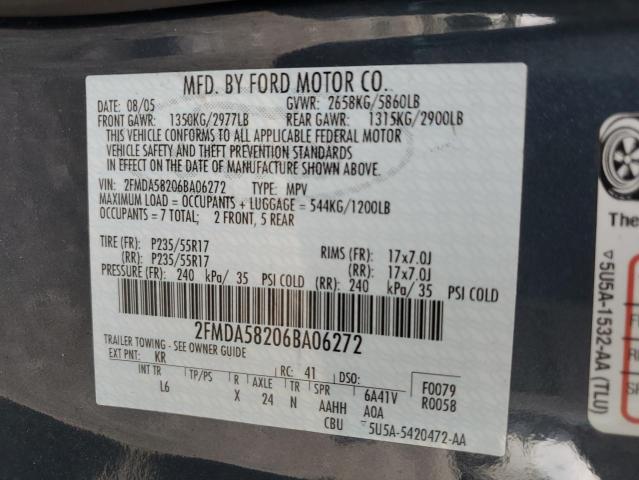 MFD. BY FORD MOTOR CO.
DATE: 08/05 GVWR: 2658KG/5860LB
FRONT GAWR: 1350KG/2977LB REAR GAWR: 1315KG/2900LB
THIS VEHICLE CONFORMS TO ALL APPLICABLE FEDERAL MOTOR
VEHICLE SAFETY AND THEFT PREVENTION STANDARDS
IN EFFECT ON THE DATE OF MANUFACTURE SHOWN ABOVE.
VIN: 2FMDA58206BA06272 TYPE: MPV
MAXIMUM LOAD = OCCUPANTS + LUGGAGE = 544KG/1200LB
OCCUPANTS = 7 TOTAL; 2 FRONT, 5 REAR
TIRE (FR): P235/55R17 RIMS (FR): 17x7.0J
(RR): P235/55R17 (RR): 17x7.0J
PRESSURE (FR): 240 kPa/ 35 PSI COLD (RR): 240 kPa/ 35 PSI COLD
2FMDA58206BA06272
TRAILER TOWING - SEE OWNER GUIDE
EXT PNT: KR RC: 41 DSO: F0079
INT TR TP/PS R AXLE TR SPR 6A41V R0058
L6 X 24 N AAHH A0A
CBU ▽5U5A-5420472-AA
The
▽5U5A-1532-AA (TLU)